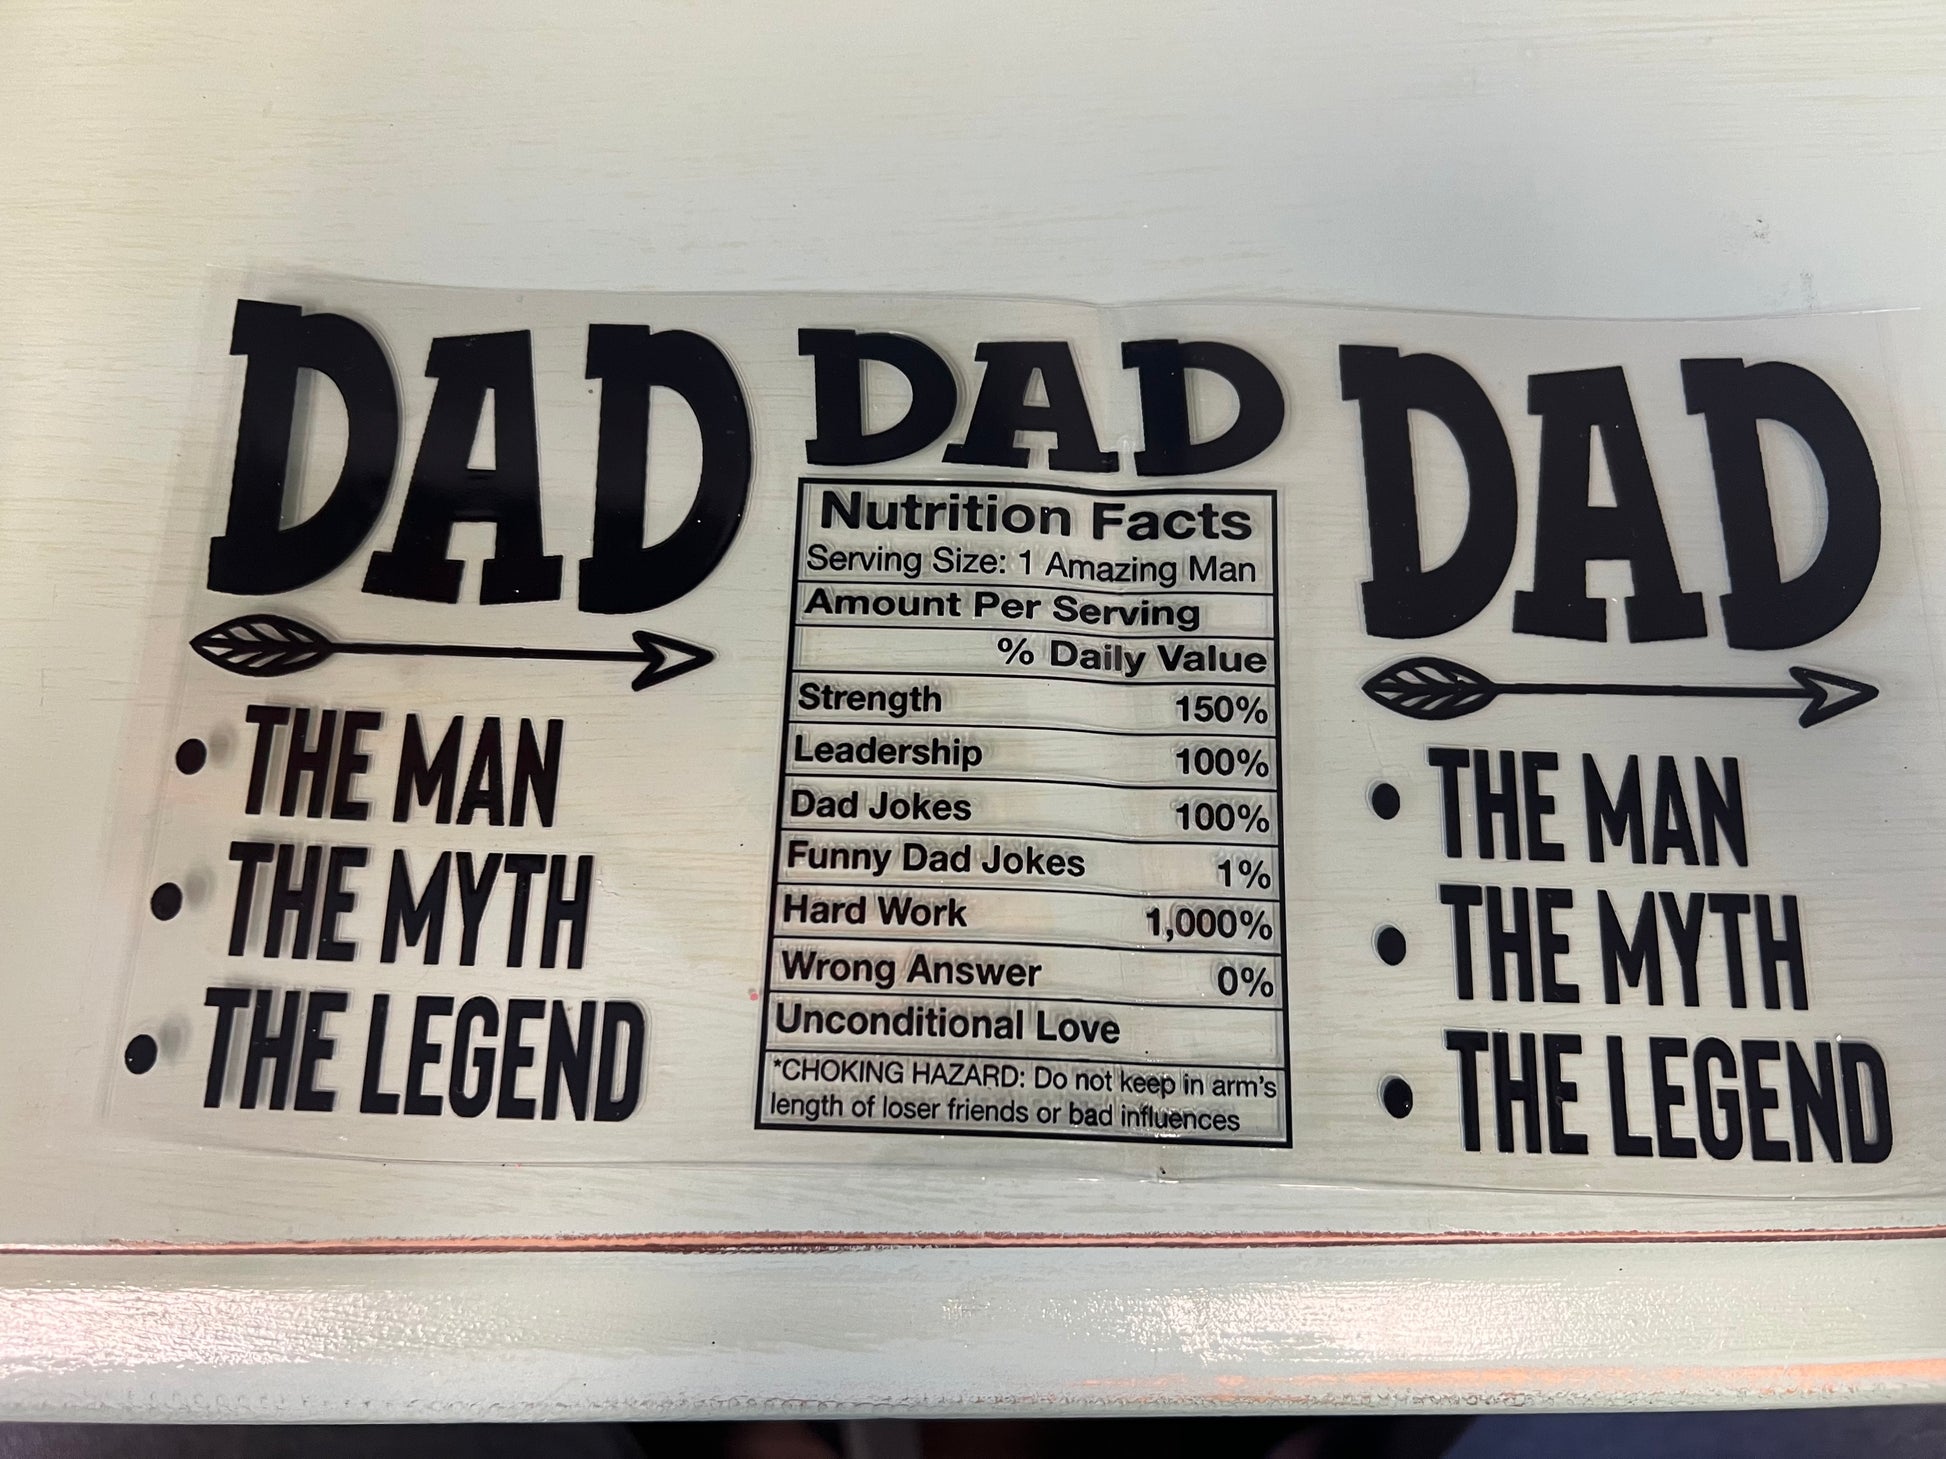 DAD
• THE MAN
• THE MYTH
• THE LEGEND
DAD
Nutrition Facts
Serving Size: 1 Amazing Man
Amount Per Serving
% Daily Value
Strength 150%
Leadership 100%
Dad Jokes 100%
Funny Dad Jokes 1%
Hard Work 1,000%
Wrong Answer 0%
Unconditional Love
*CHOKING HAZARD: Do not keep in arm's
length of loser friends or bad influences
DAD
• THE MAN
• THE MYTH
• THE LEGEND